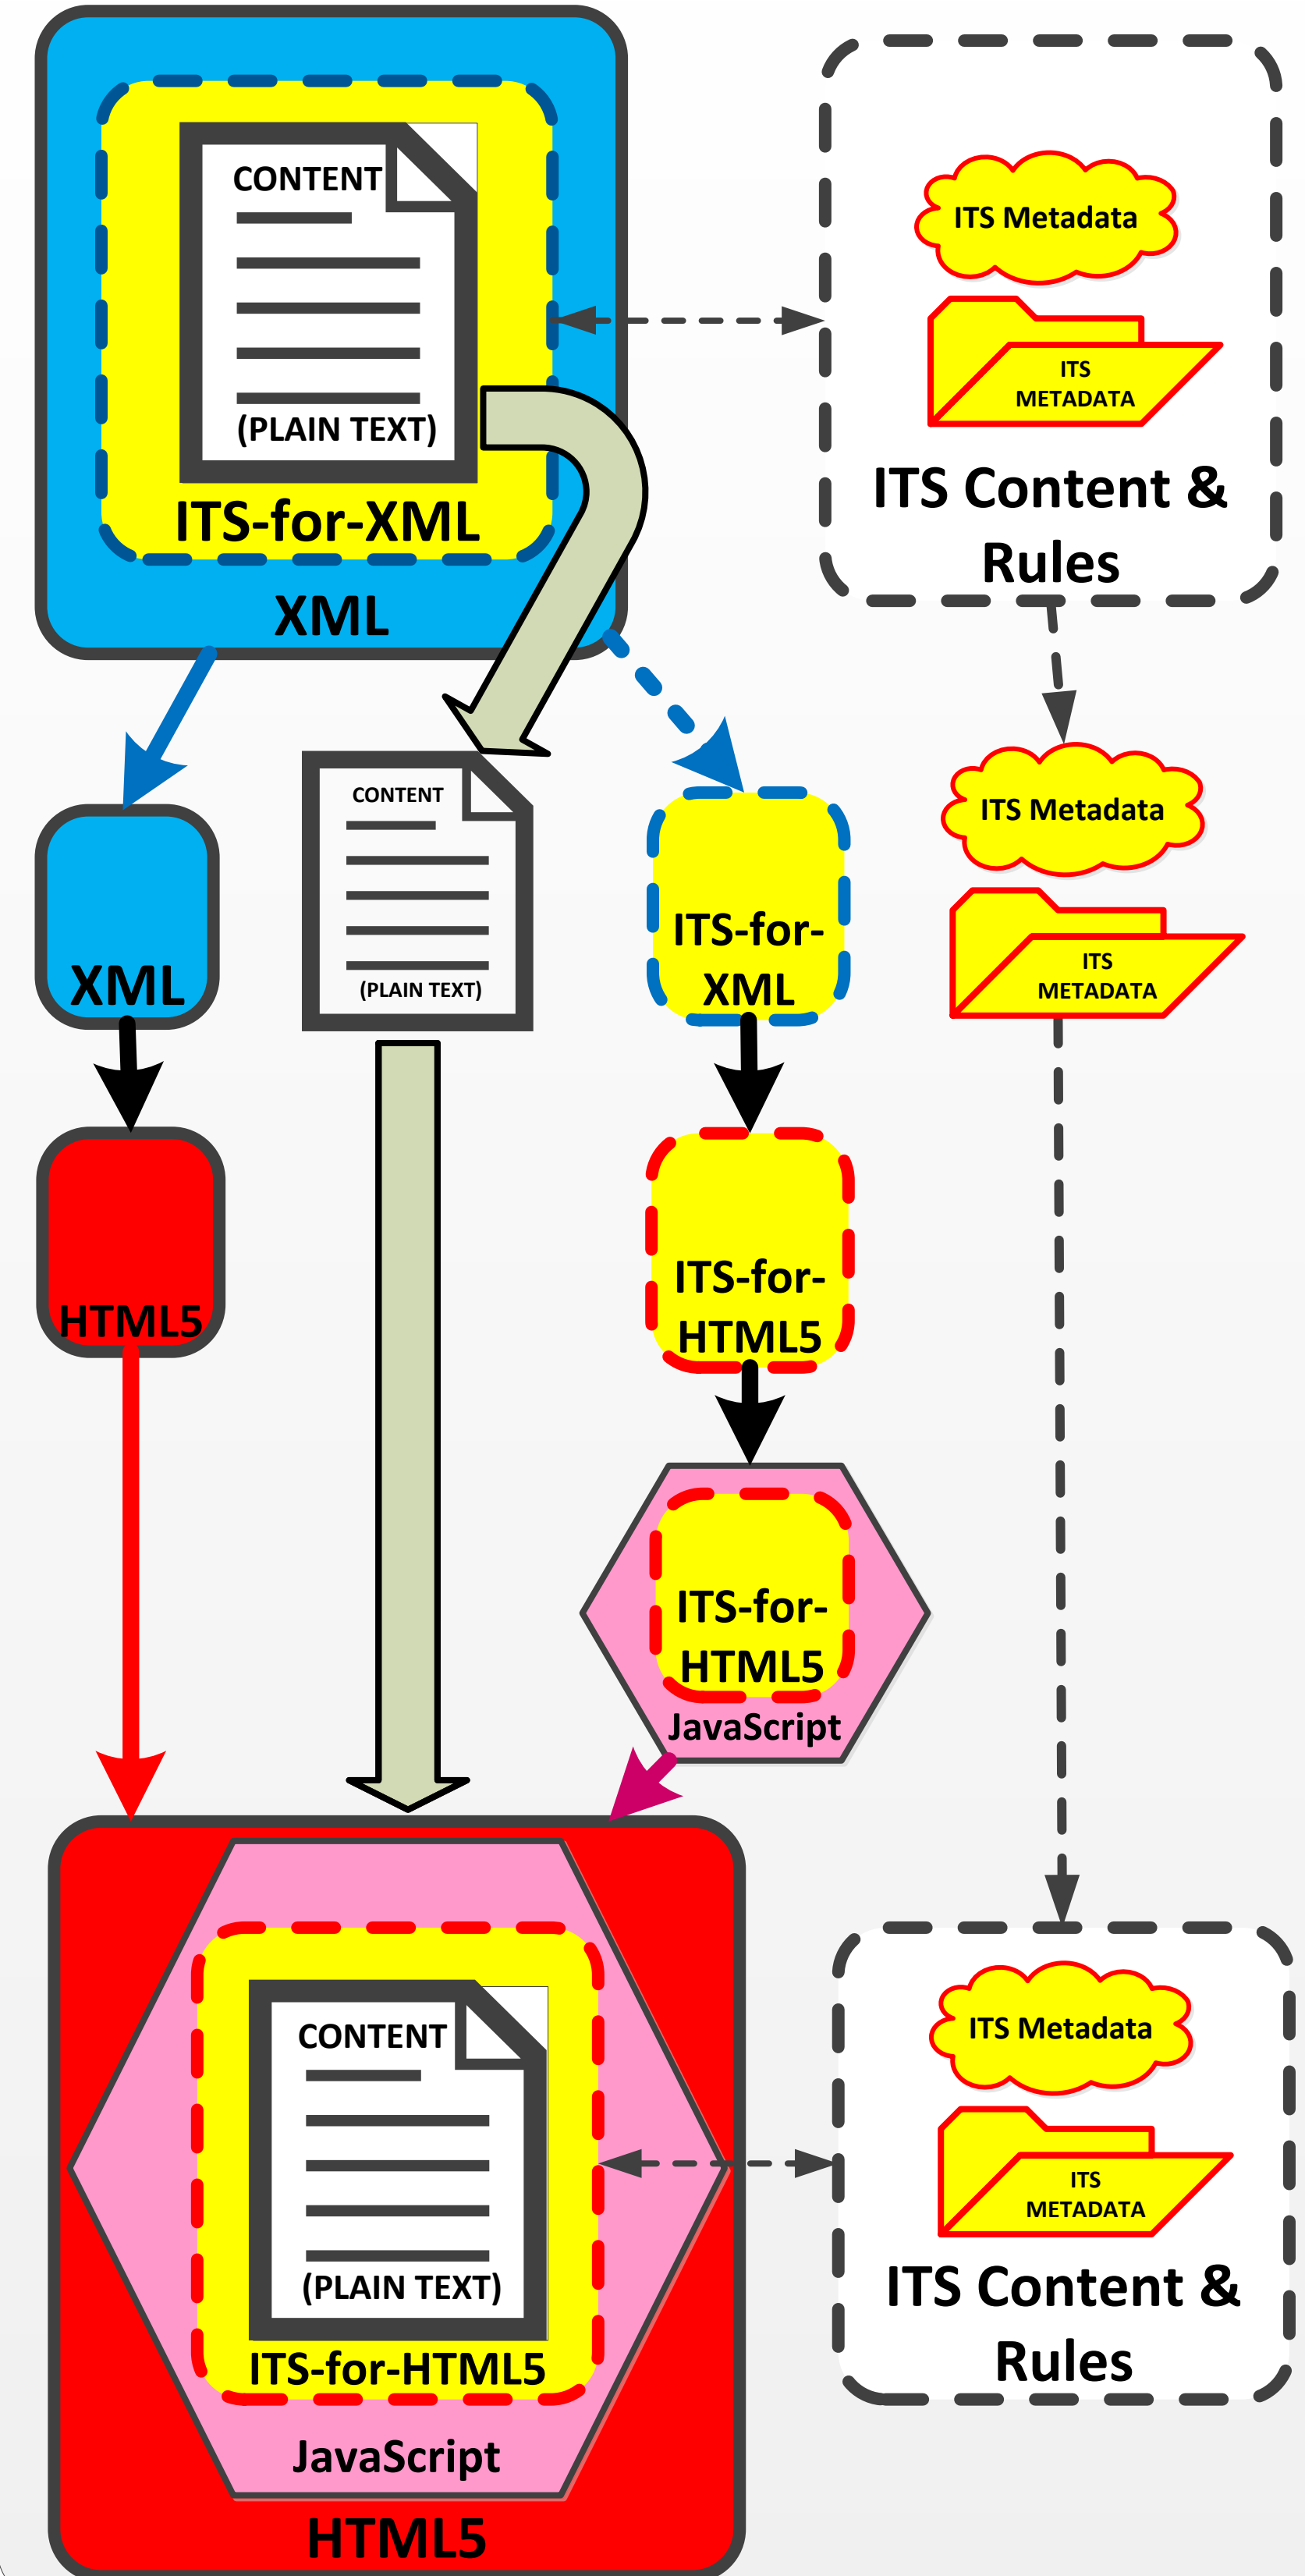 CONTENT
(PLAIN TEXT)
ITS-for-XML
XML
ITS Metadata
ITS
METADATA
ITS Content &
Rules
XML
CONTENT
(PLAIN TEXT)
ITS-for-
XML
ITS Metadata
ITS
METADATA
HTML5
ITS-for-
HTML5
ITS-for-
HTML5
JavaScript
CONTENT
(PLAIN TEXT)
ITS-for-HTML5
JavaScript
HTML5
ITS Metadata
ITS
METADATA
ITS Content &
Rules